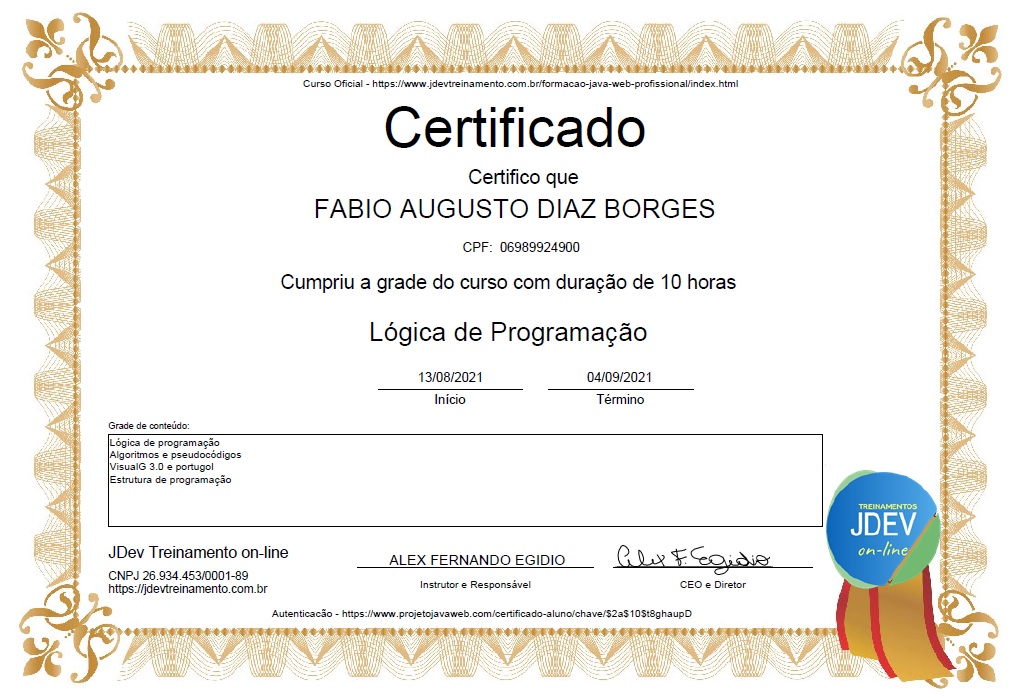 Curso Oficial - https://www.jdevtreinamento.com.br/formacao-java-web-profissional/index.html
Certificado
Certifico que
FABIO AUGUSTO DIAZ BORGES
CPF: 06989924900
Cumpriu a grade do curso com duração de 10 horas
Lógica de Programação
13/08/2021 04/09/2021
Início Término
Grade de conteúdo:
Lógica de programação
Algoritmos e pseudocódigos
VisualG 3.0 e portugol
Estrutura de programação
TREINAMENTOS
JDEV
on-line
JDev Treinamento on-line
ALEX FERNANDO EGIDIO Alex F. Egidio
CNPJ 26.934.453/0001-89
Instrutor e Responsável CEO e Diretor
https://jdevtreinamento.com.br
Autenticacão - https://www.projetojavaweb.com/certificado-aluno/chave/$2a$10$t8ghaupD